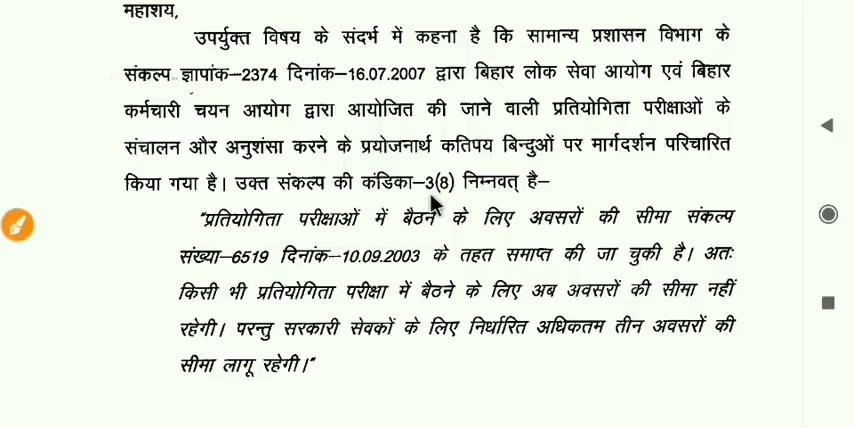 महाशय,
उपर्युक्त विषय के संदर्भ में कहना है कि सामान्य प्रशासन विभाग के
संकल्प ज्ञापांक–2374 दिनांक–16.07.2007 द्वारा बिहार लोक सेवा आयोग एवं बिहार
कर्मचारी चयन आयोग द्वारा आयोजित की जाने वाली प्रतियोगिता परीक्षाओं के
संचालन और अनुशंसा करने के प्रयोजनार्थ कतिपय बिन्दुओं पर मार्गदर्शन परिचारित
किया गया है। उक्त संकल्प की कंडिका–3(8) निम्नवत् है–
"प्रतियोगिता परीक्षाओं में बैठने के लिए अवसरों की सीमा संकल्प
संख्या–6519 दिनांक–10.09.2003 के तहत समाप्त की जा चुकी है। अतः
किसी भी प्रतियोगिता परीक्षा में बैठने के लिए अब अवसरों की सीमा नहीं
रहेगी। परन्तु सरकारी सेवकों के लिए निर्धारित अधिकतम तीन अवसरों की
सीमा लागू रहेगी।"